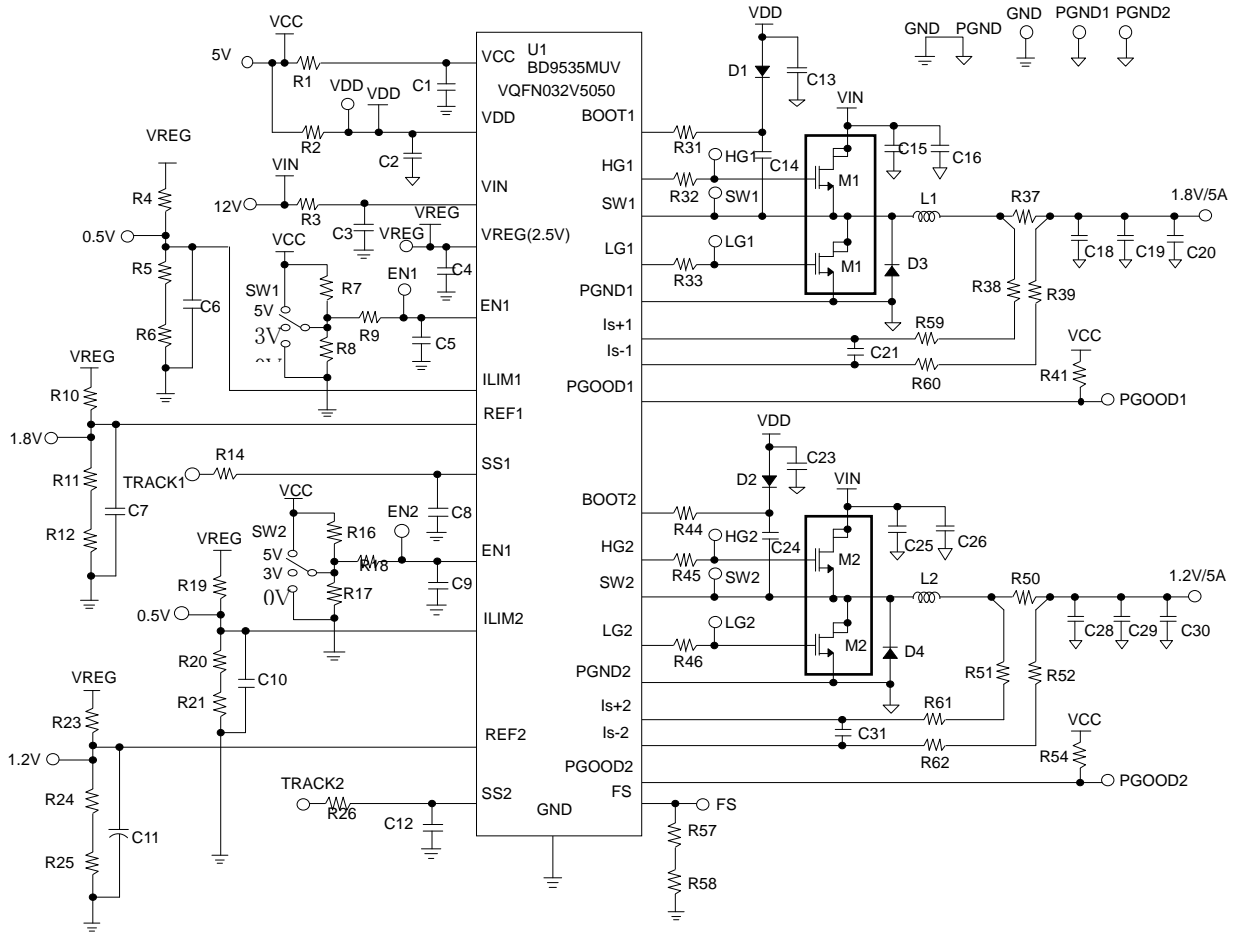 VCC
5V
R1
C1
VDD
VDD
R2
C2
VREG
R4
0.5V
R5
R6
C6
VIN
12V
R3
C3
VREG
C4
VCC
SW1
5V
3V
R7
R8
R9
EN1
C5
VREG
R10
1.8V
R11
R12
C7
TRACK1
R14
C8
VCC
SW2
5V
3V
0V
R16
R17
R18
EN2
C9
VREG
R19
0.5V
R20
R21
C10
VREG
R23
1.2V
R24
R25
C11
TRACK2
R26
C12
U1
BD9535MUV
VQFN032V5050
VCC
VDD
VIN
VREG(2.5V)
EN1
ILIM1
REF1
SS1
EN1
ILIM2
REF2
SS2
GND
BOOT1
HG1
SW1
LG1
PGND1
Is+1
Is-1
PGOOD1
BOOT2
HG2
SW2
LG2
PGND2
Is+2
Is-2
PGOOD2
FS
VDD
D1
C13
R31
C14
HG1
R32
SW1
LG1
R33
VIN
C15
C16
M1
M1
D3
L1
R37
1.8V/5A
C18
C19
C20
R38
R39
R59
C21
R60
VCC
R41
PGOOD1
GND PGND
GND
PGND1
PGND2
VDD
D2
C23
R44
C24
HG2
R45
SW2
LG2
R46
VIN
C25
C26
M2
M2
D4
L2
R50
1.2V/5A
C28
C29
C30
R51
R52
R61
C31
R62
VCC
R54
PGOOD2
FS
R57
R58